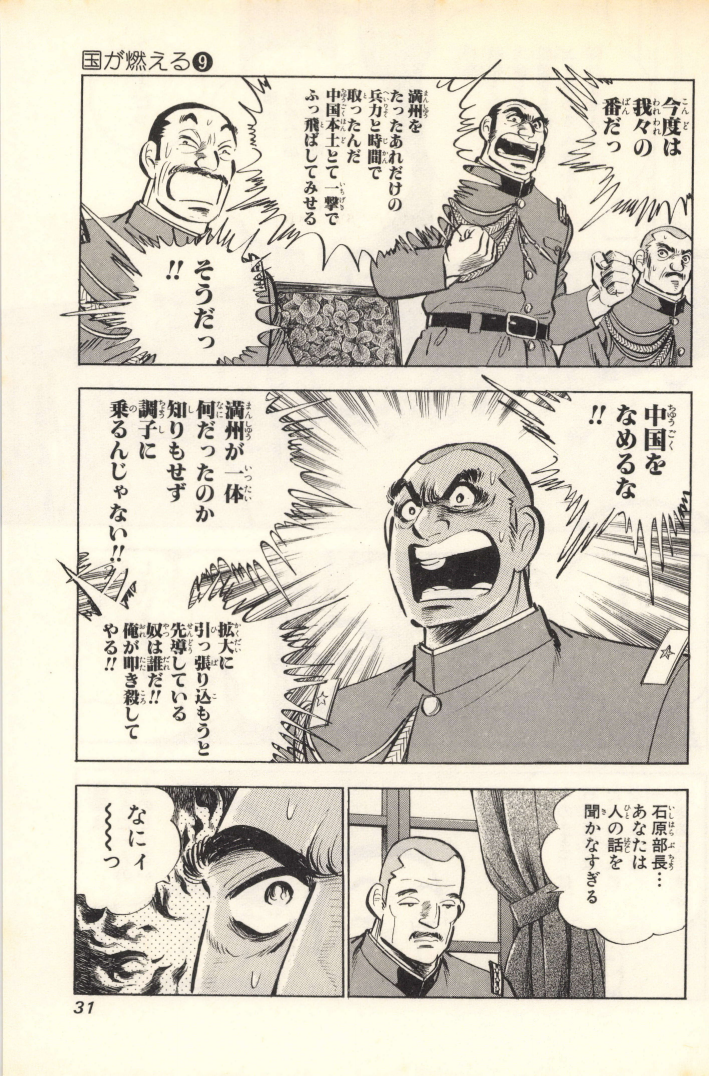 国が燃える❾
今度は
我々の
番だっ
満州を
たったあれだけの
兵力と時間で
取ったんだ
中国本土とて一撃で
ふっ飛ばしてみせる
そうだっ
!!
中国を
なめるな
!!
満州が一体
何だったのか
知りもせず
調子に
乗るんじゃない!!
拡大に
引っ張り込もうと
先導している
奴は誰だ!!
俺が叩き殺して
やる!!
石原部長…
あなたは
人の話を
聞かなすぎる
なにィ
〜〜〜っ
31